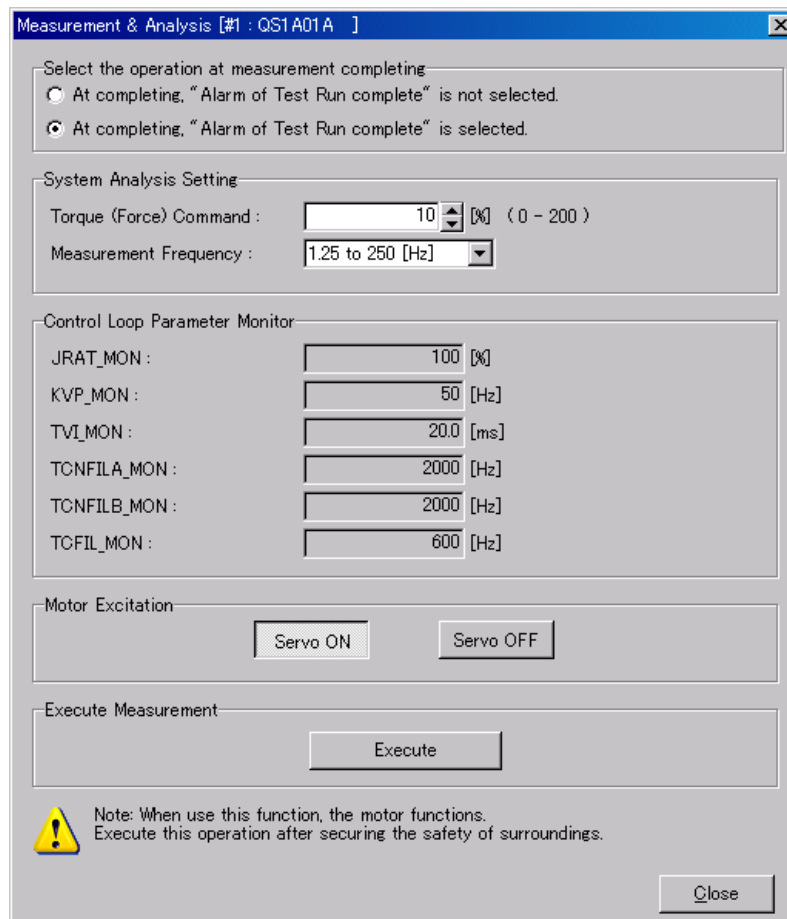 Measurement & Analysis [#1 : QS1A01A   ]
Select the operation at measurement completing
At completing, "Alarm of Test Run complete" is not selected.
At completing, "Alarm of Test Run complete" is selected.
System Analysis Setting
Torque (Force) Command : 10 [%] ( 0 - 200 )
Measurement Frequency : 1.25 to 250 [Hz]
Control Loop Parameter Monitor
JRAT_MON : 100 [%]
KVP_MON : 50 [Hz]
TVI_MON : 20.0 [ms]
TCNFILA_MON : 2000 [Hz]
TCNFILB_MON : 2000 [Hz]
TCFIL_MON : 600 [Hz]
Motor Excitation
Servo ON Servo OFF
Execute Measurement
Execute
Note: When use this function, the motor functions.
Execute this operation after securing the safety of surroundings.
Close